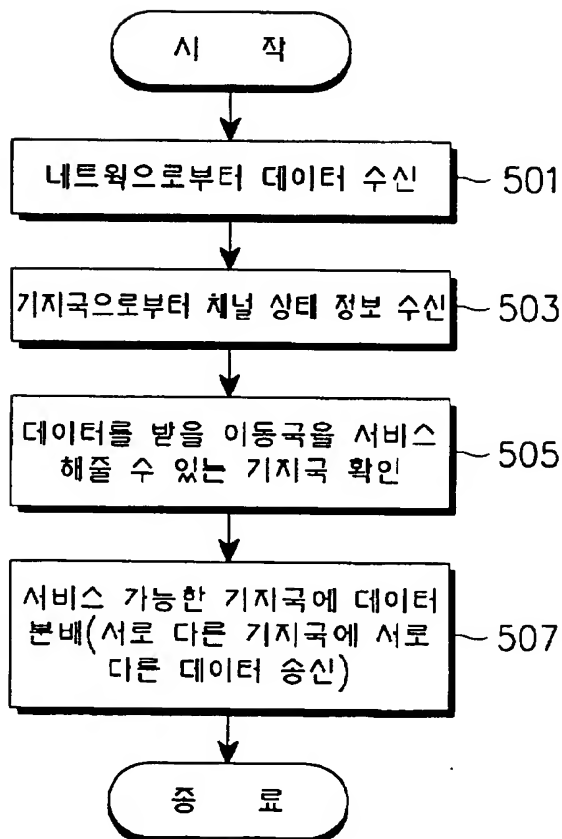 시 작
네트웍으로부터 데이터 수신
501
기지국으로부터 채널 상태 정보 수신
503
데이터를 받을 이동국을 서비스
해줄 수 있는 기지국 확인
505
서비스 가능한 기지국에 데이터
분배(서로 다른 기지국에 서로
다른 데이터 송신)
507
종 료